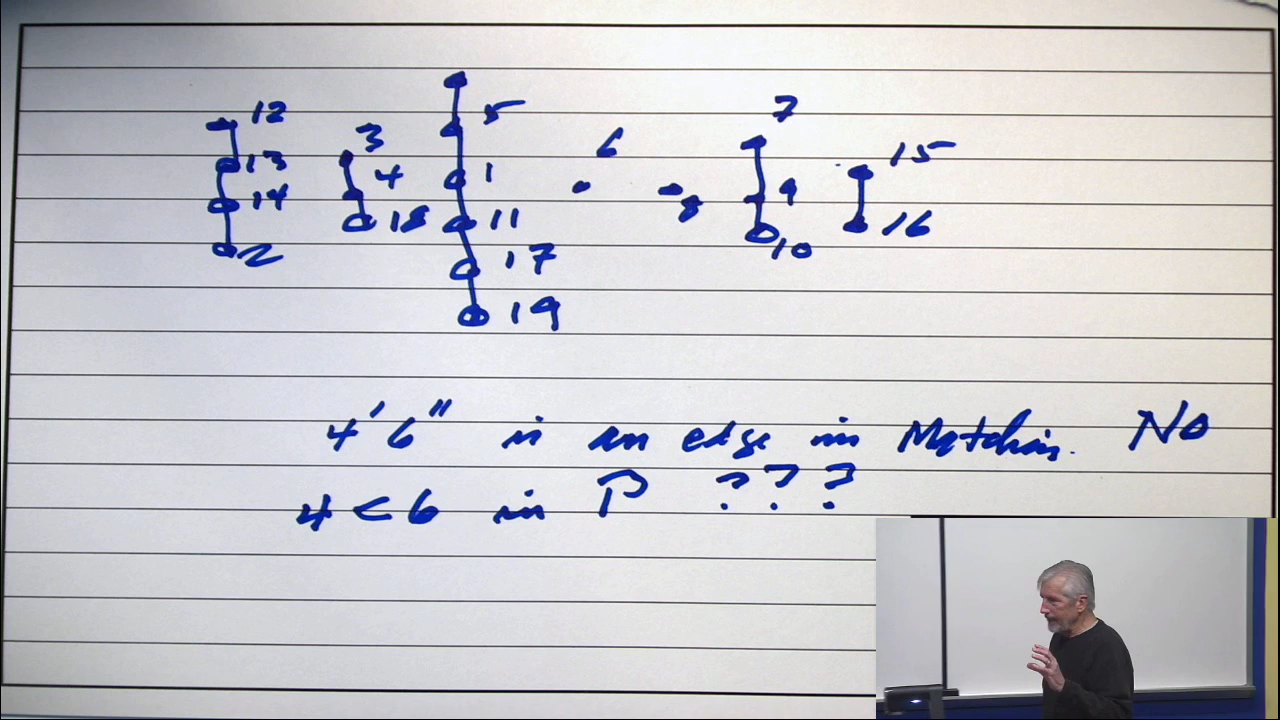 12 13 14 2
3 4 18
5 1 11 17 19
6
8
7 9 10
15 16
4' 6" is an edge in Matching. No
4 < 6 in P ? ? ?